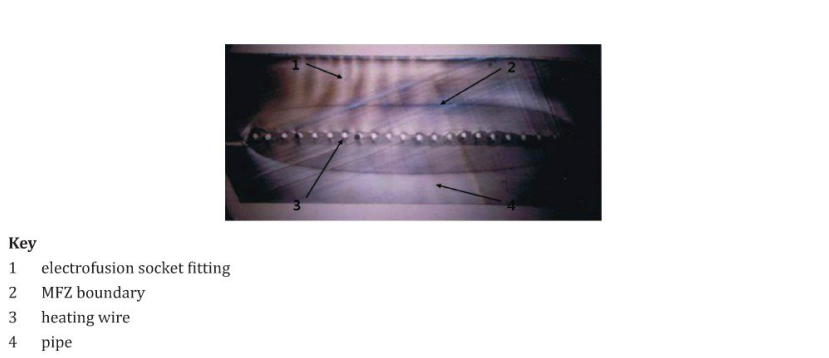 1
2
3
4
Key
1 electrofusion socket fitting
2 MFZ boundary
3 heating wire
4 pipe